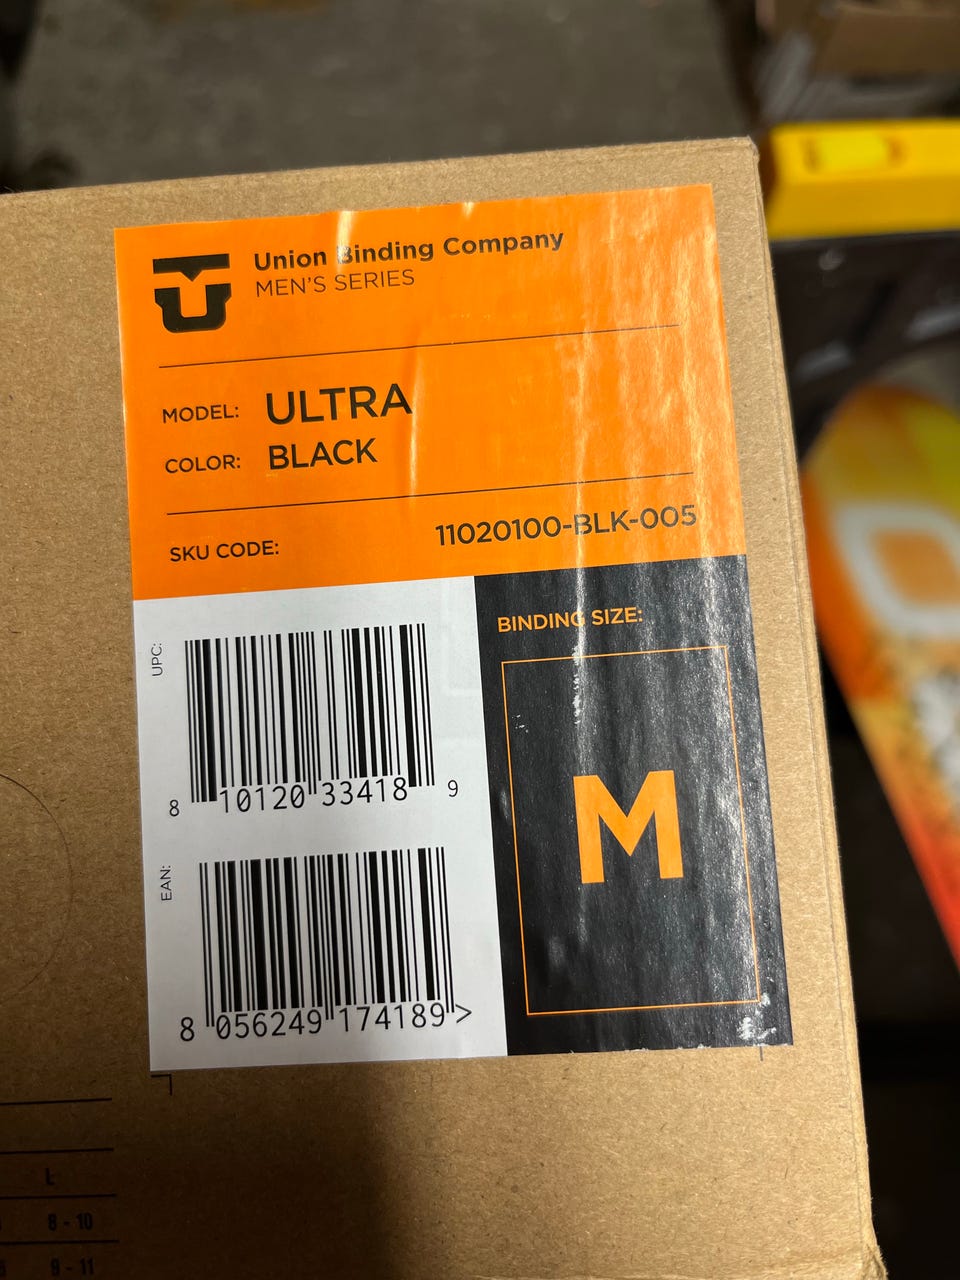 Union Binding Company
MEN'S SERIES
MODEL: ULTRA
COLOR: BLACK
SKU CODE: 11020100-BLK-005
UPC:
8 10120 33418 9
BINDING SIZE:
M
EAN:
8 056249 174189 >
L
8 - 10
9 - 11